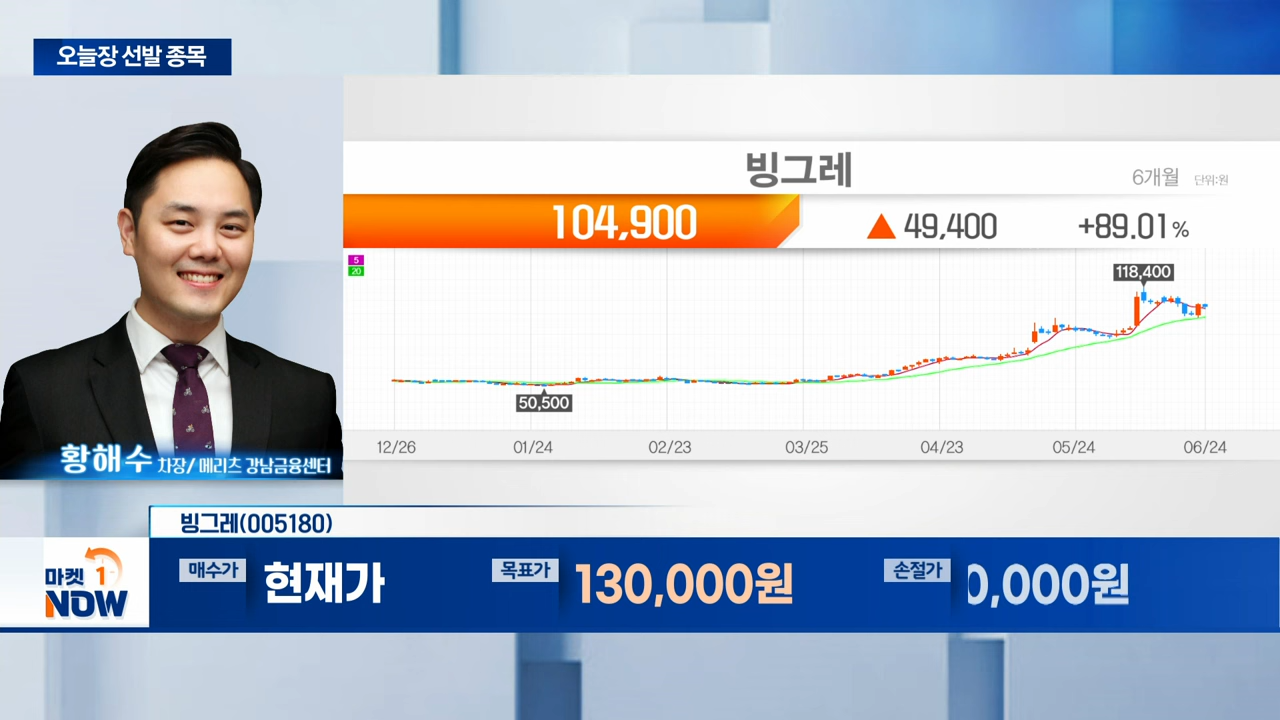 오늘장 선발 종목
빙그레
6개월 단위:원
104,900 ▲ 49,400 +89.01%
5
20
118,400
50,500
12/26 01/24 02/23 03/25 04/23 05/24 06/24
황해수 차장/ 메리츠 강남금융센터
빙그레(005180)
마켓 1
NOW
매수가 현재가 목표가 130,000원 손절가 0,000원